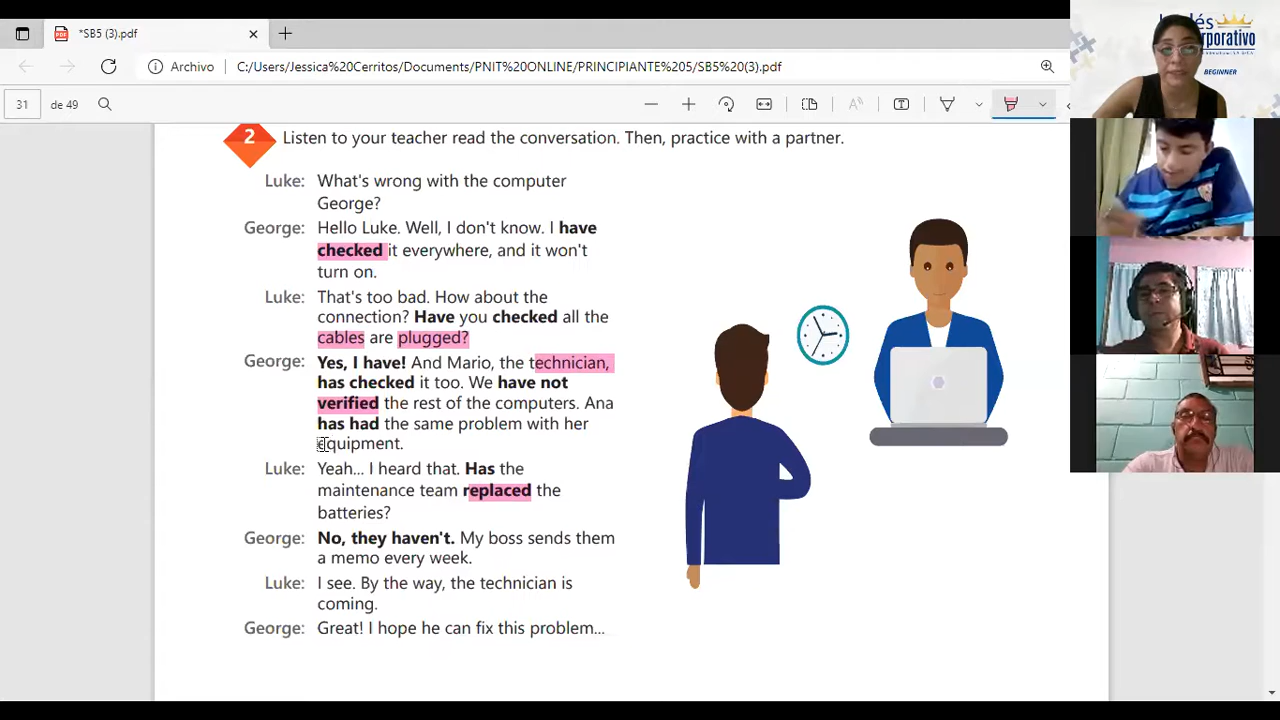 *SB5 (3).pdf
Archivo
C:/Users/Jessica%20Cerritos/Documents/PNIT%20ONLINE/PRINCIPIANTE%205/SB5%20(3).pdf
31 de 49
2 Listen to your teacher read the conversation. Then, practice with a partner.
Luke: What's wrong with the computer
George?
George: Hello Luke. Well, I don't know. I have
checked it everywhere, and it won't
turn on.
Luke: That's too bad. How about the
connection? Have you checked all the
cables are plugged?
George: Yes, I have! And Mario, the technician,
has checked it too. We have not
verified the rest of the computers. Ana
has had the same problem with her
equipment.
Luke: Yeah... I heard that. Has the
maintenance team replaced the
batteries?
George: No, they haven't. My boss sends them
a memo every week.
Luke: I see. By the way, the technician is
coming.
George: Great! I hope he can fix this problem...
BEGINNER